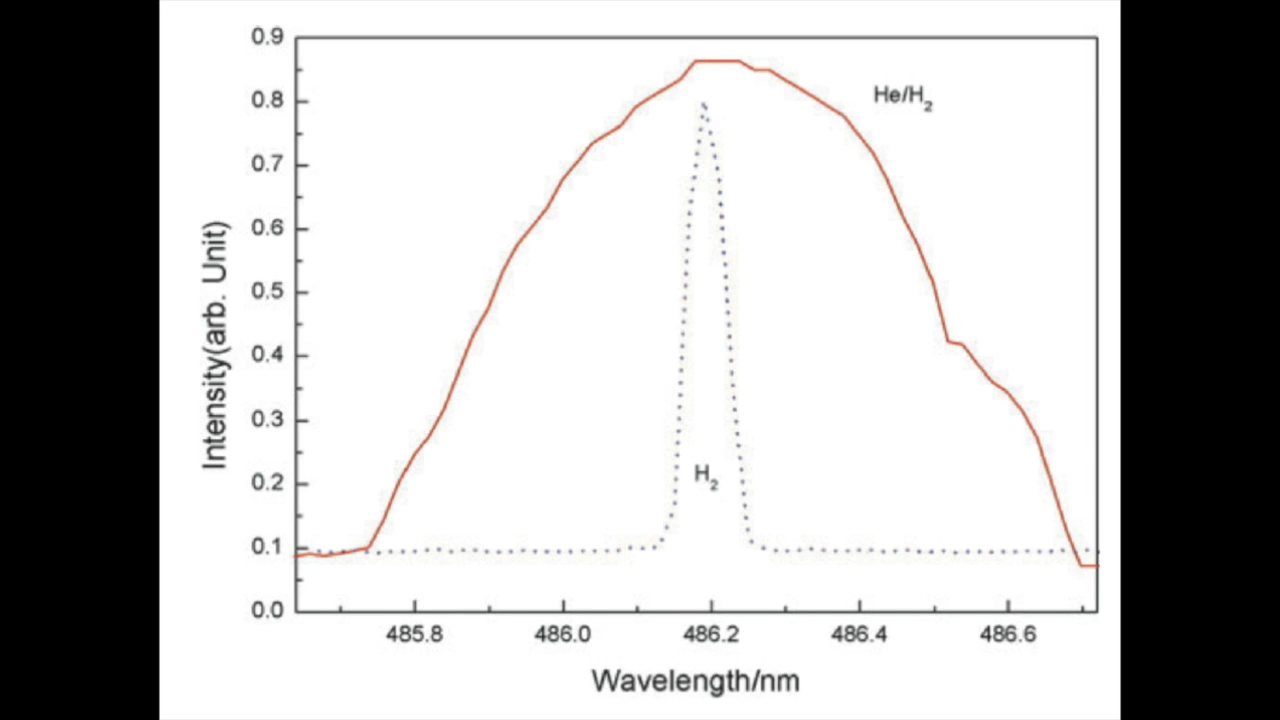 0.9
0.8
0.7
0.6
0.5
0.4
0.3
0.2
0.1
0.0
Intensity(arb. Unit)
He/H₂
H₂
485.8 486.0 486.2 486.4 486.6
Wavelength/nm